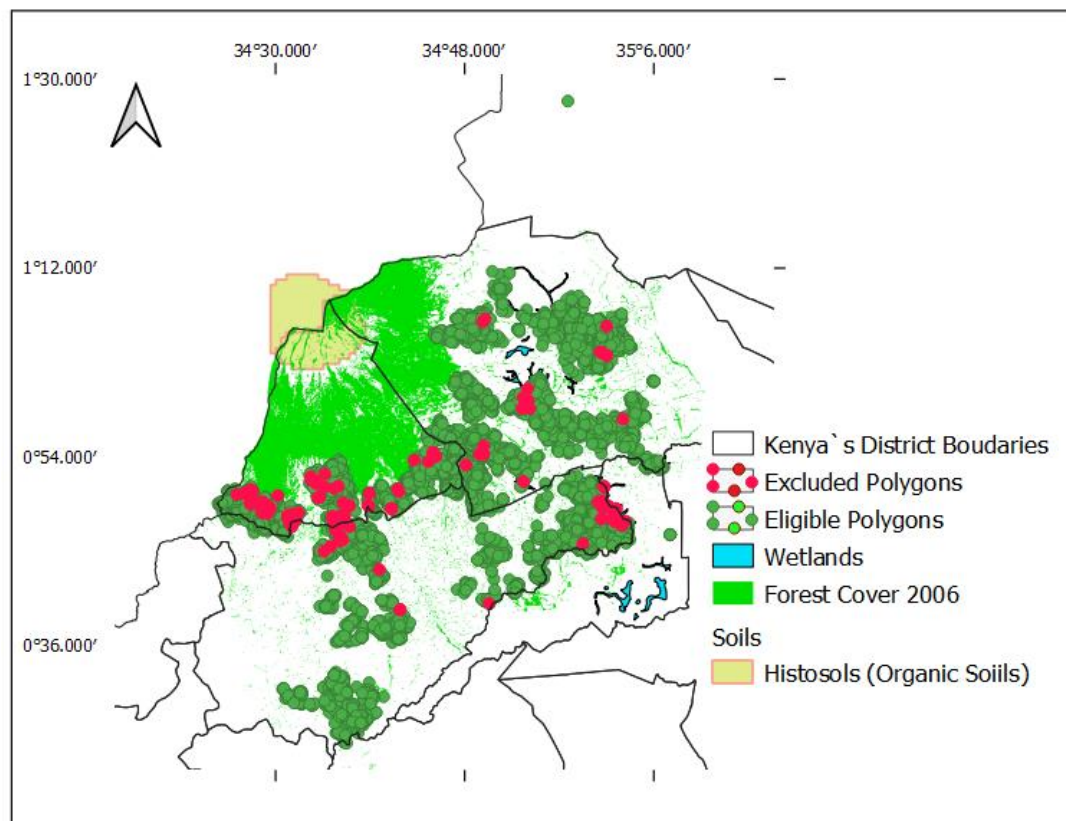 34°30.000′
34°48.000′
35°6.000′
1°30.000′
1°12.000′
0°54.000′
0°36.000′
Kenya`s District Boudaries
Excluded Polygons
Eligible Polygons
Wetlands
Forest Cover 2006
Soils
Histosols (Organic Soiils)